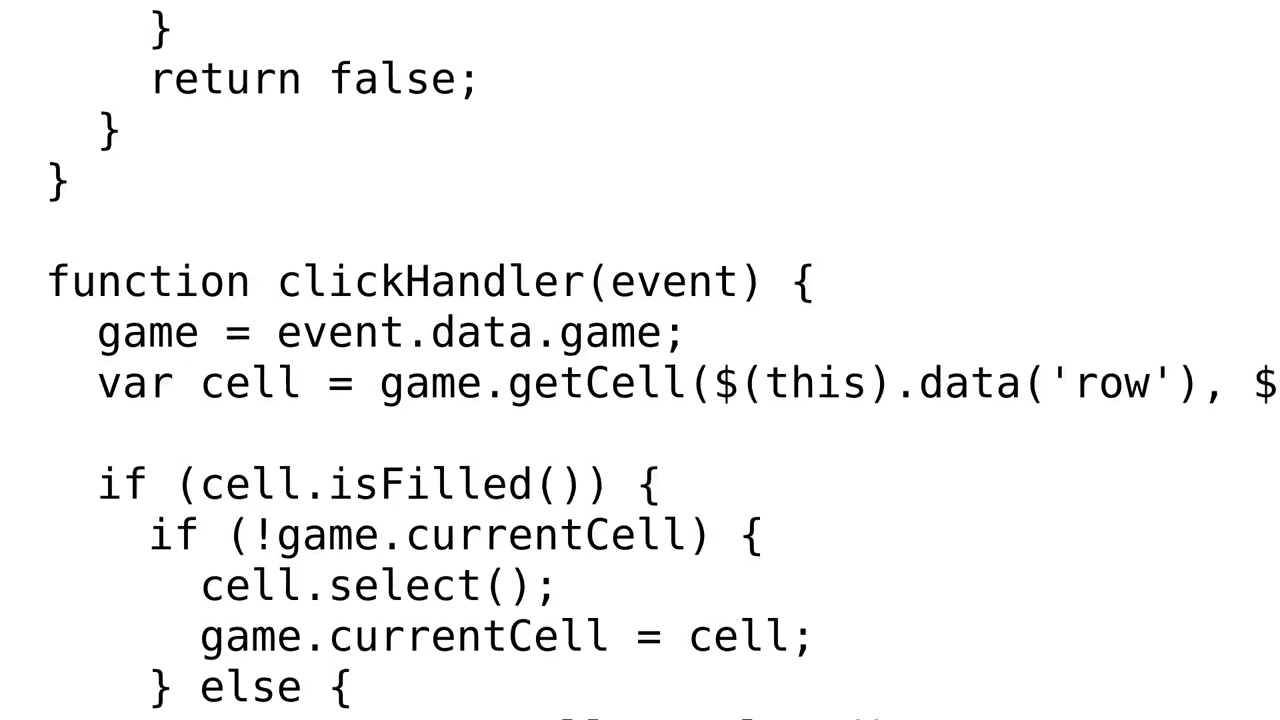 }
    return false;
  }
}

function clickHandler(event) {
  game = event.data.game;
  var cell = game.getCell($(this).data('row'), $

  if (cell.isFilled()) {
    if (!game.currentCell) {
      cell.select();
      game.currentCell = cell;
    } else {